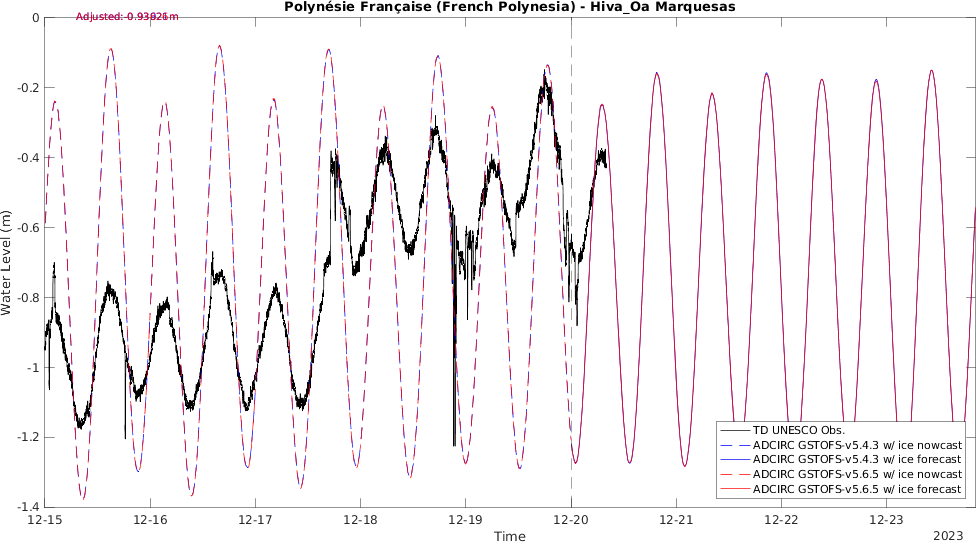 Polynésie Française (French Polynesia) - Hiva_Oa Marquesas
Water Level (m)
0
-0.2
-0.4
-0.6
-0.8
-1
-1.2
-1.4
TD UNESCO Obs.
ADCIRC GSTOFS-v5.4.3 w/ ice nowcast
ADCIRC GSTOFS-v5.4.3 w/ ice forecast
ADCIRC GSTOFS-v5.6.5 w/ ice nowcast
ADCIRC GSTOFS-v5.6.5 w/ ice forecast
12-15 12-16 12-17 12-18 12-19 12-20 12-21 12-22 12-23
Time
2023